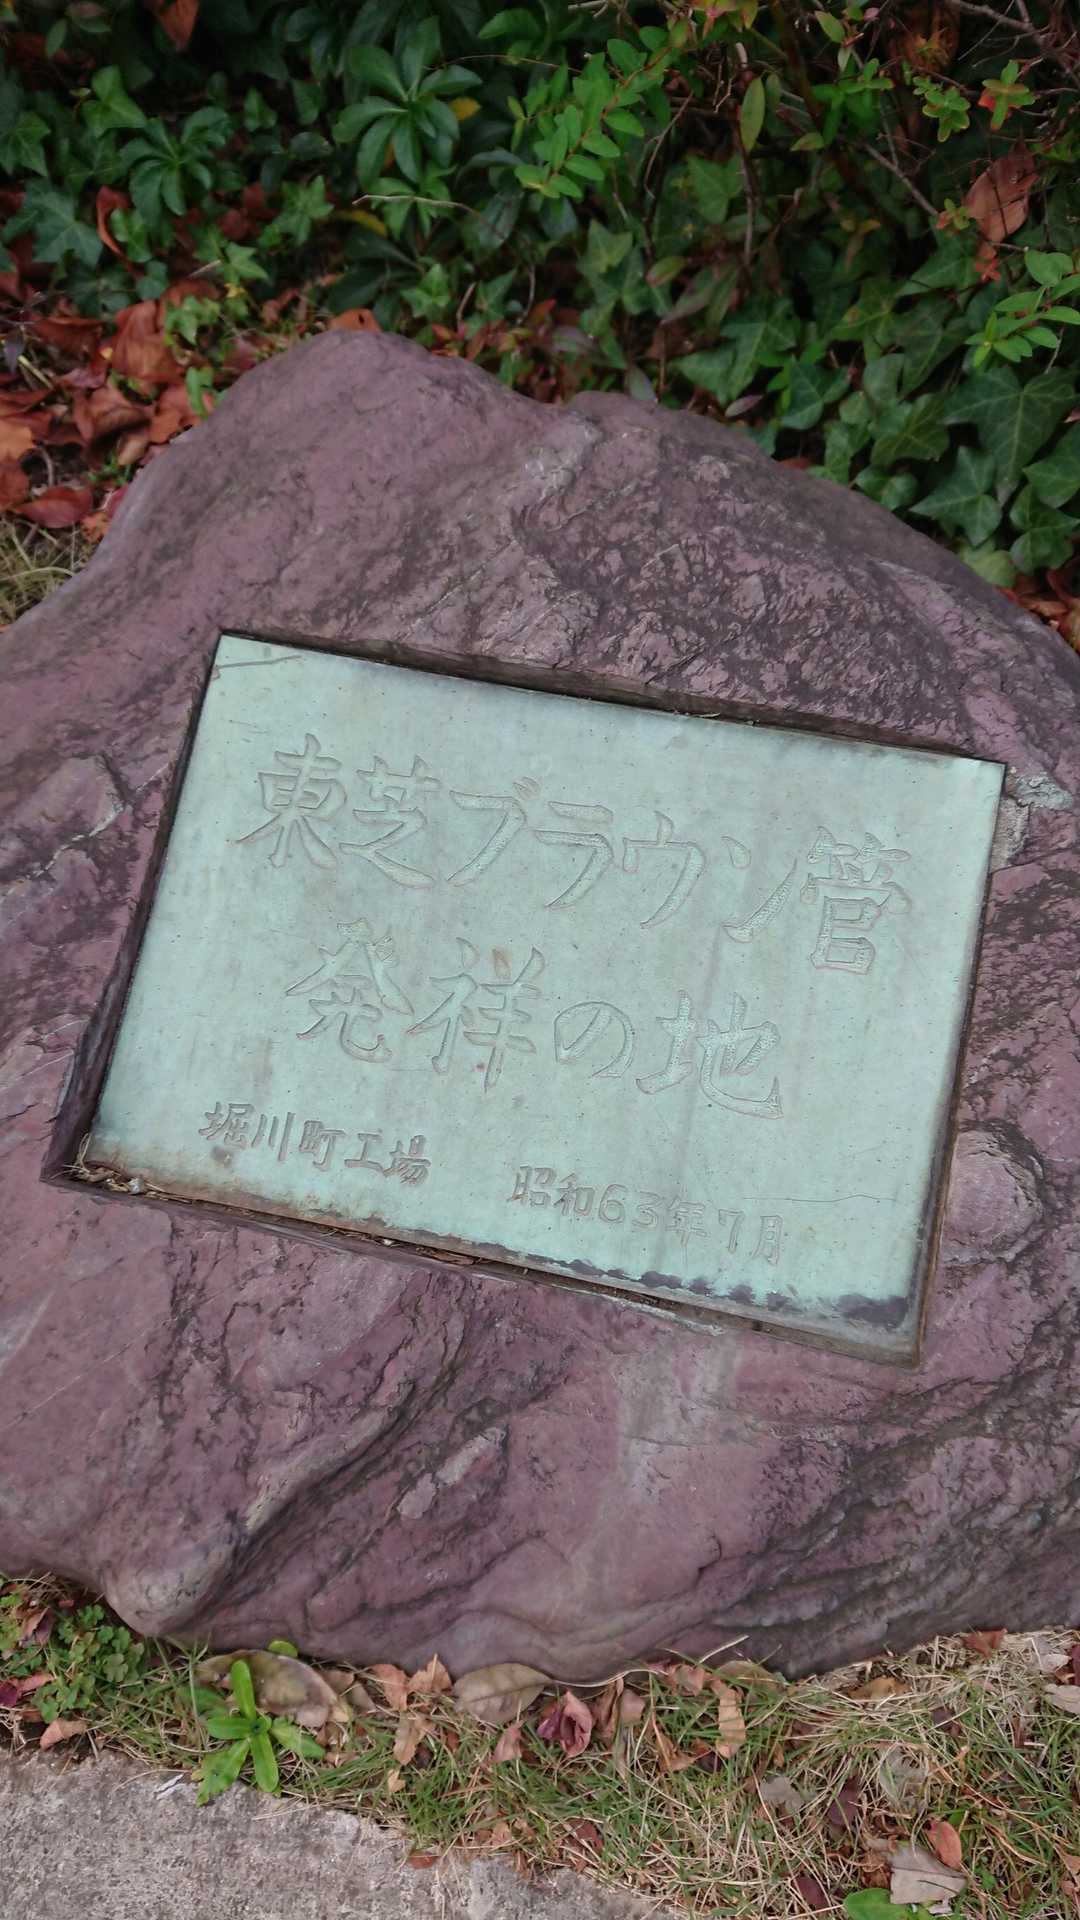 東芝ブラウン管
発祥の地
堀川町工場 昭和63年7月